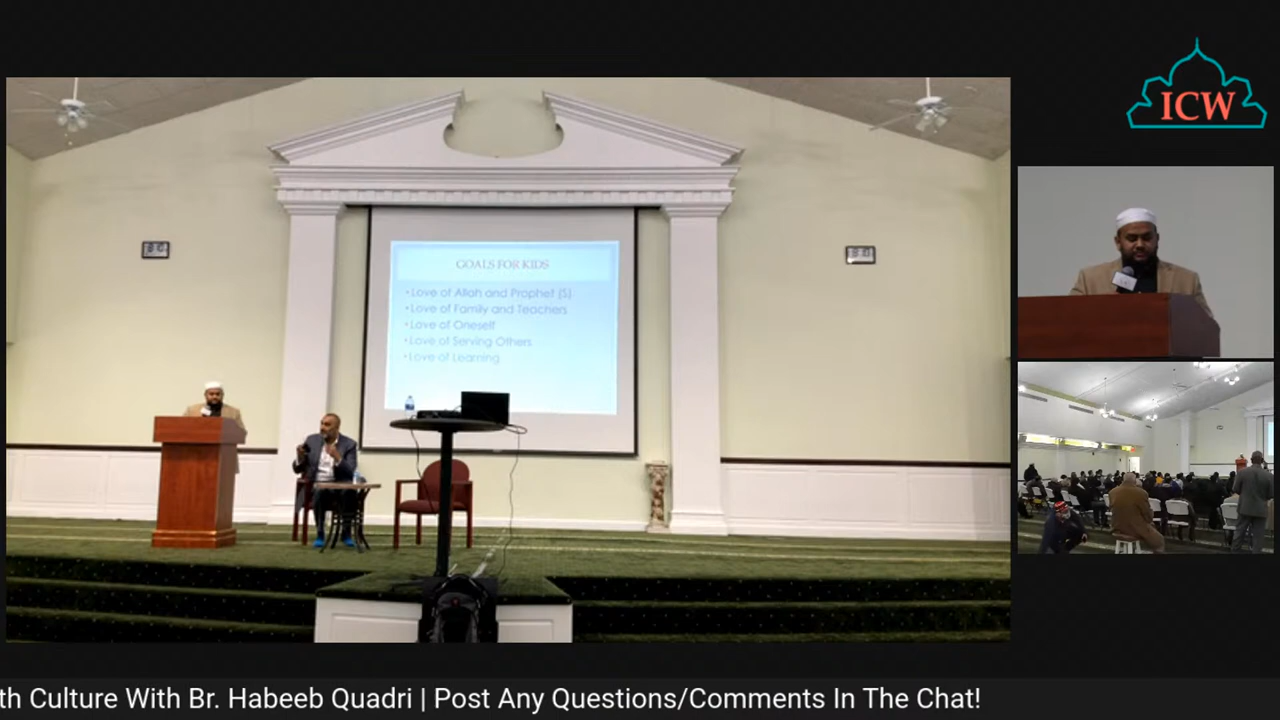 ICW
GOALS FOR KIDS
• Love of Allah and Prophet (S)
• Love of Family and Teachers
• Love of Oneself
• Love of Serving Others
• Love of Learning
th Culture With Br. Habeeb Quadri | Post Any Questions/Comments In The Chat!